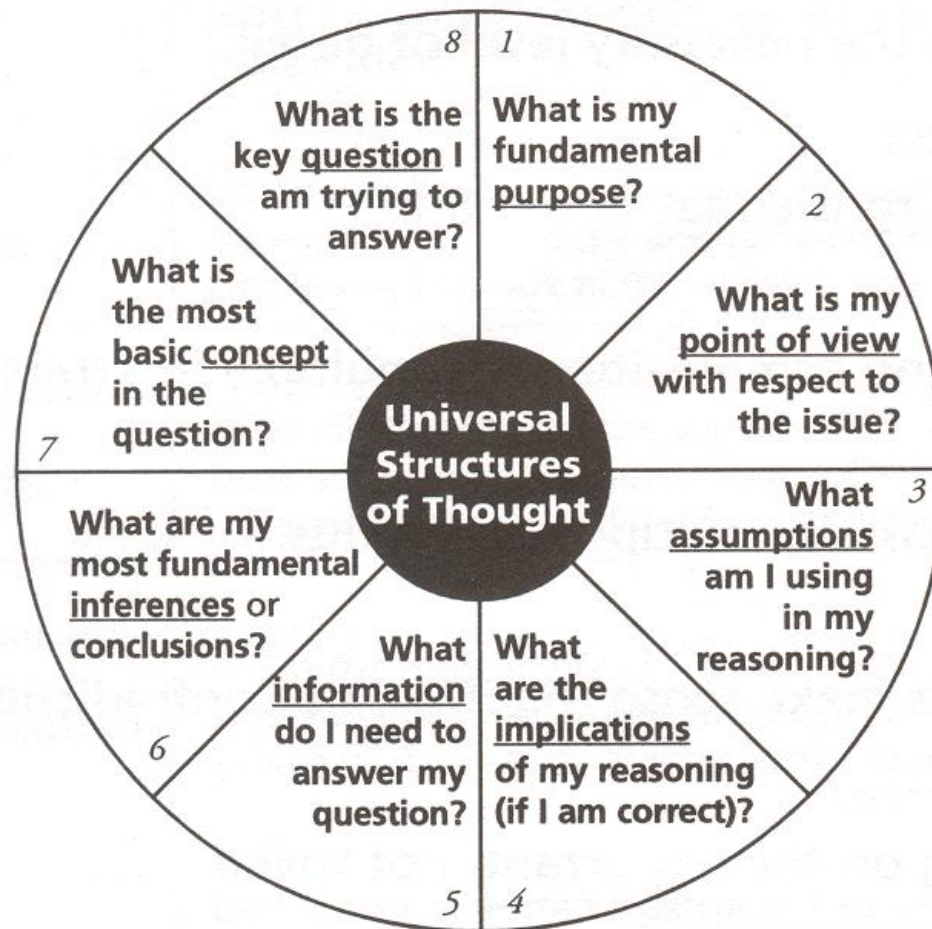 Universal
Structures
of Thought
1
What is my
fundamental
purpose?
2
What is my
point of view
with respect to
the issue?
3
What
assumptions
am I using
in my
reasoning?
4
What
are the
implications
of my reasoning
(if I am correct)?
5
What
information
do I need to
answer my
question?
6
What are my
most fundamental
inferences or
conclusions?
7
What is
the most
basic concept
in the
question?
8
What is the
key question I
am trying to
answer?